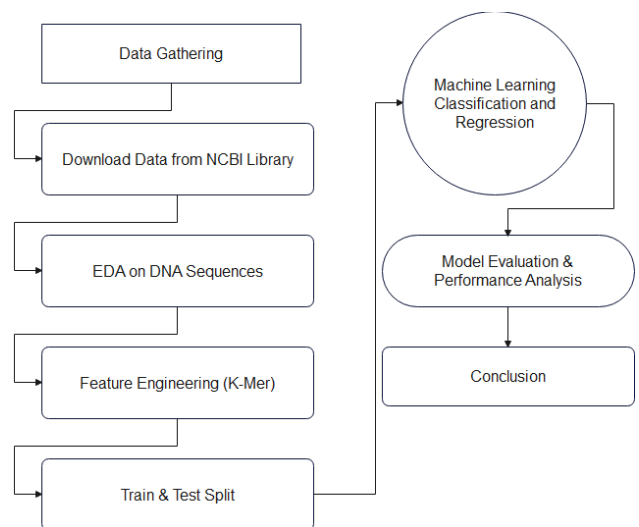 Data Gathering
Download Data from NCBI Library
EDA on DNA Sequences
Feature Engineering (K-Mer)
Train & Test Split
Machine Learning
Classification and
Regression
Model Evaluation &
Performance Analysis
Conclusion